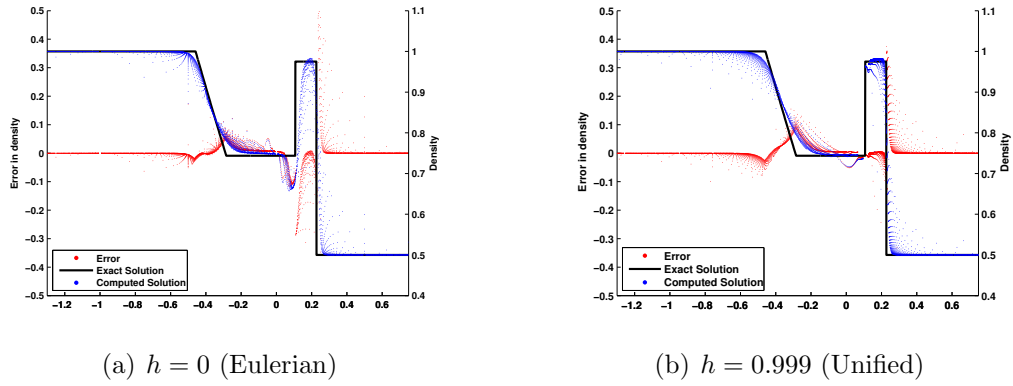 0.5 1.1
0.4 1
0.3 0.9
0.2
0.1 0.8
0
-0.1 0.7
-0.2 0.6
-0.3
-0.4 0.5
-0.5 0.4
Error in density
Density
Error
Exact Solution
Computed Solution
−1.2 −1 −0.8 −0.6 −0.4 −0.2 0 0.2 0.4 0.6
(a) h = 0 (Eulerian)
0.5 1.1
0.4 1
0.3 0.9
0.2
0.1 0.8
0
-0.1 0.7
-0.2 0.6
-0.3
-0.4 0.5
-0.5 0.4
Error in density
Density
Error
Exact Solution
Computed Solution
−1.2 −1 −0.8 −0.6 −0.4 −0.2 0 0.2 0.4 0.6
(b) h = 0.999 (Unified)